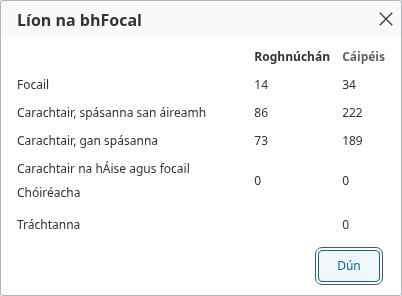 Líon na bhFocal
Roghnúchán Cáipéis
Focail 14 34
Carachtair, spásanna san áireamh 86 222
Carachtair, gan spásanna 73 189
Carachtair na hÁise agus focail
Chóiréacha 0 0
Tráchtanna 0
Dún